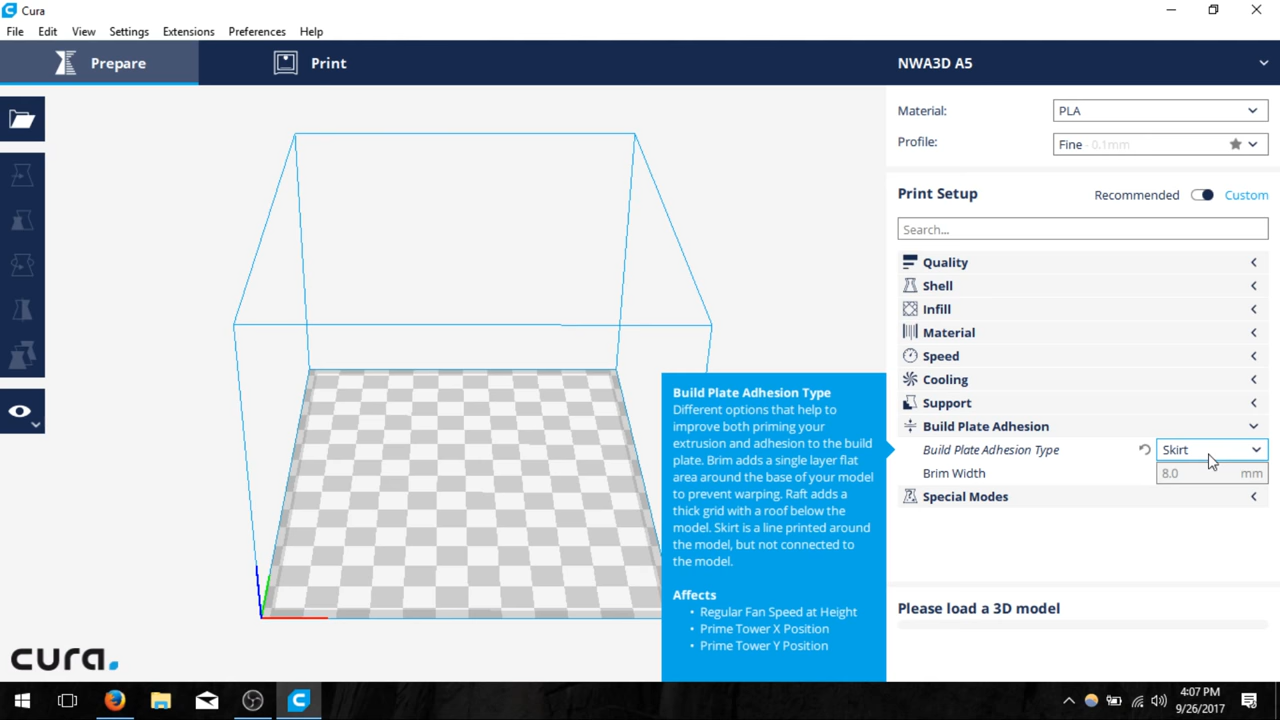 Cura
File Edit View Settings Extensions Preferences Help
Prepare
Print
NWA3D A5
Material: PLA
Profile: Fine - 0.1mm
Print Setup Recommended Custom
Search...
Quality
Shell
Infill
Material
Speed
Cooling
Support
Build Plate Adhesion
Build Plate Adhesion Type Skirt
Brim Width 8.0 mm
Special Modes
Build Plate Adhesion Type
Different options that help to
improve both priming your
extrusion and adhesion to the build
plate. Brim adds a single layer flat
area around the base of your model
to prevent warping. Raft adds a
thick grid with a roof below the
model. Skirt is a line printed around
the model, but not connected to
the model.
Affects
• Regular Fan Speed at Height
• Prime Tower X Position
• Prime Tower Y Position
Please load a 3D model
cura.
4:07 PM
9/26/2017